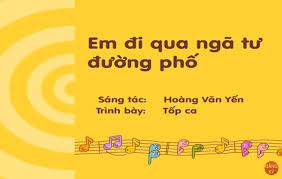 Em đi qua ngã tư
đường phố
Sáng tác: Hoàng Văn Yến
Trình bày: Tốp ca